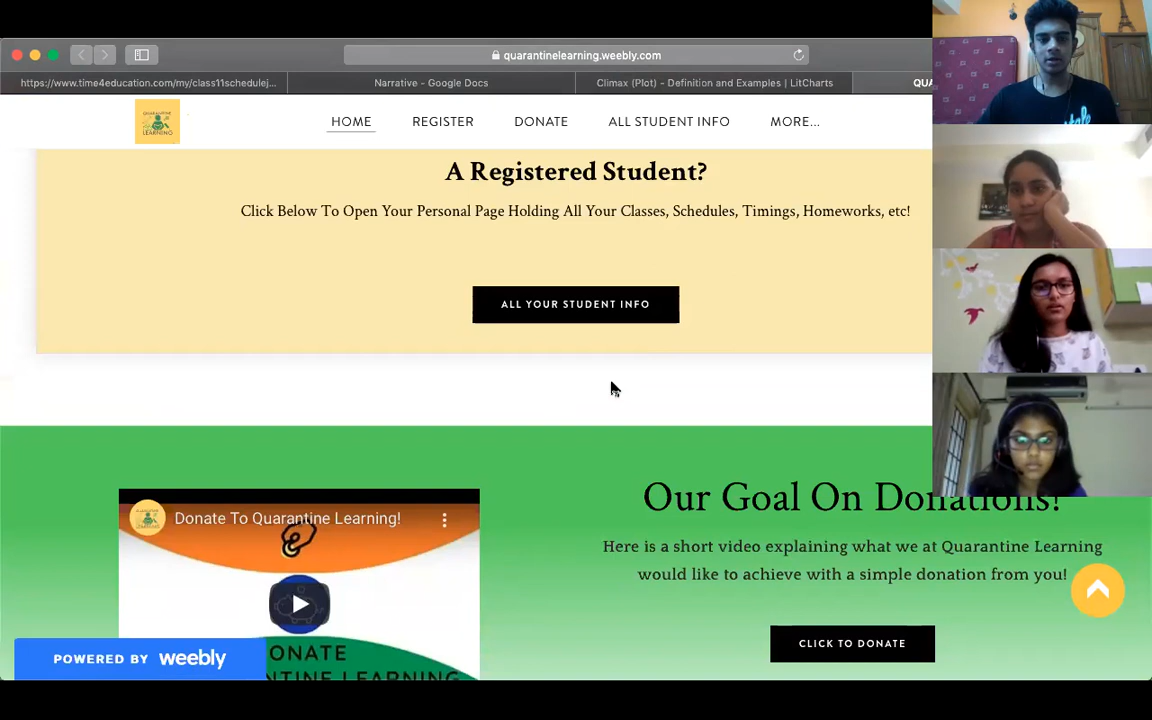 quarantinelearning.weebly.com
https://www.time4education.com/my/class11schedulej...
Narrative - Google Docs
Climax (Plot) - Definition and Examples | LitCharts
QUA
QUARANTINE
LEARNING
HOME
REGISTER
DONATE
ALL STUDENT INFO
MORE...
A Registered Student?
Click Below To Open Your Personal Page Holding All Your Classes, Schedules, Timings, Homeworks, etc!
ALL YOUR STUDENT INFO
Donate To Quarantine Learning!
Our Goal On Donations!
Here is a short video explaining what we at Quarantine Learning
would like to achieve with a simple donation from you!
CLICK TO DONATE
POWERED BY weebly